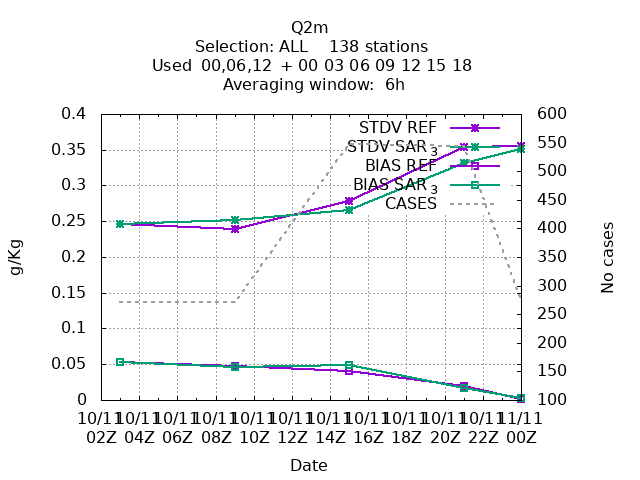 Q2m
Selection: ALL    138 stations
Used  00,06,12  + 00 03 06 09 12 15 18
Averaging window:  6h
0.4
0.35
0.3
0.25
0.2
0.15
0.1
0.05
0
600
550
500
450
400
350
300
250
200
150
100
STDV REF
STDV SAR 3
BIAS REF
BIAS SAR 3
CASES
g/Kg
No cases
10/11 10/11 10/11 10/11 10/11 10/11 10/11 10/11 10/11 10/11 10/11 11/11
02Z 04Z 06Z 08Z 10Z 12Z 14Z 16Z 18Z 20Z 22Z 00Z
Date